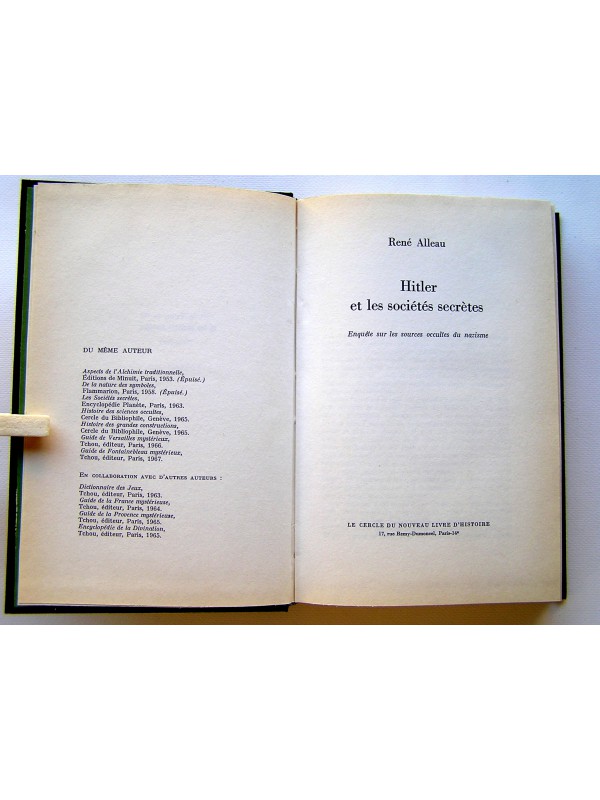 DU MÊME AUTEUR
Aspects de l'Alchimie traditionnelle,
Éditions de Minuit, Paris, 1953. (Épuisé.)
De la nature des symboles,
Flammarion, Paris, 1958. (Épuisé.)
Les Sociétés secrètes,
Encyclopédie Planète, Paris, 1963.
Histoire des sciences occultes,
Cercle du Bibliophile, Genève, 1965.
Histoire des grandes constructions,
Cercle du Bibliophile, Genève, 1965.
Guide de Versailles mystérieux,
Tchou, éditeur, Paris, 1966.
Guide de Fontainebleau mystérieux,
Tchou, éditeur, Paris, 1967.
EN COLLABORATION AVEC D'AUTRES AUTEURS :
Dictionnaire des Jeux,
Tchou, éditeur, Paris, 1963.
Guide de la France mystérieuse,
Tchou, éditeur, Paris, 1964.
Guide de la Provence mystérieuse,
Tchou, éditeur, Paris, 1965.
Encyclopédie de la Divination,
Tchou, éditeur, Paris, 1965.
René Alleau
Hitler
et les sociétés secrètes
Enquête sur les sources occultes du nazisme
LE CERCLE DU NOUVEAU LIVRE D'HISTOIRE
17, rue Remy-Dumoncel, Paris-14e